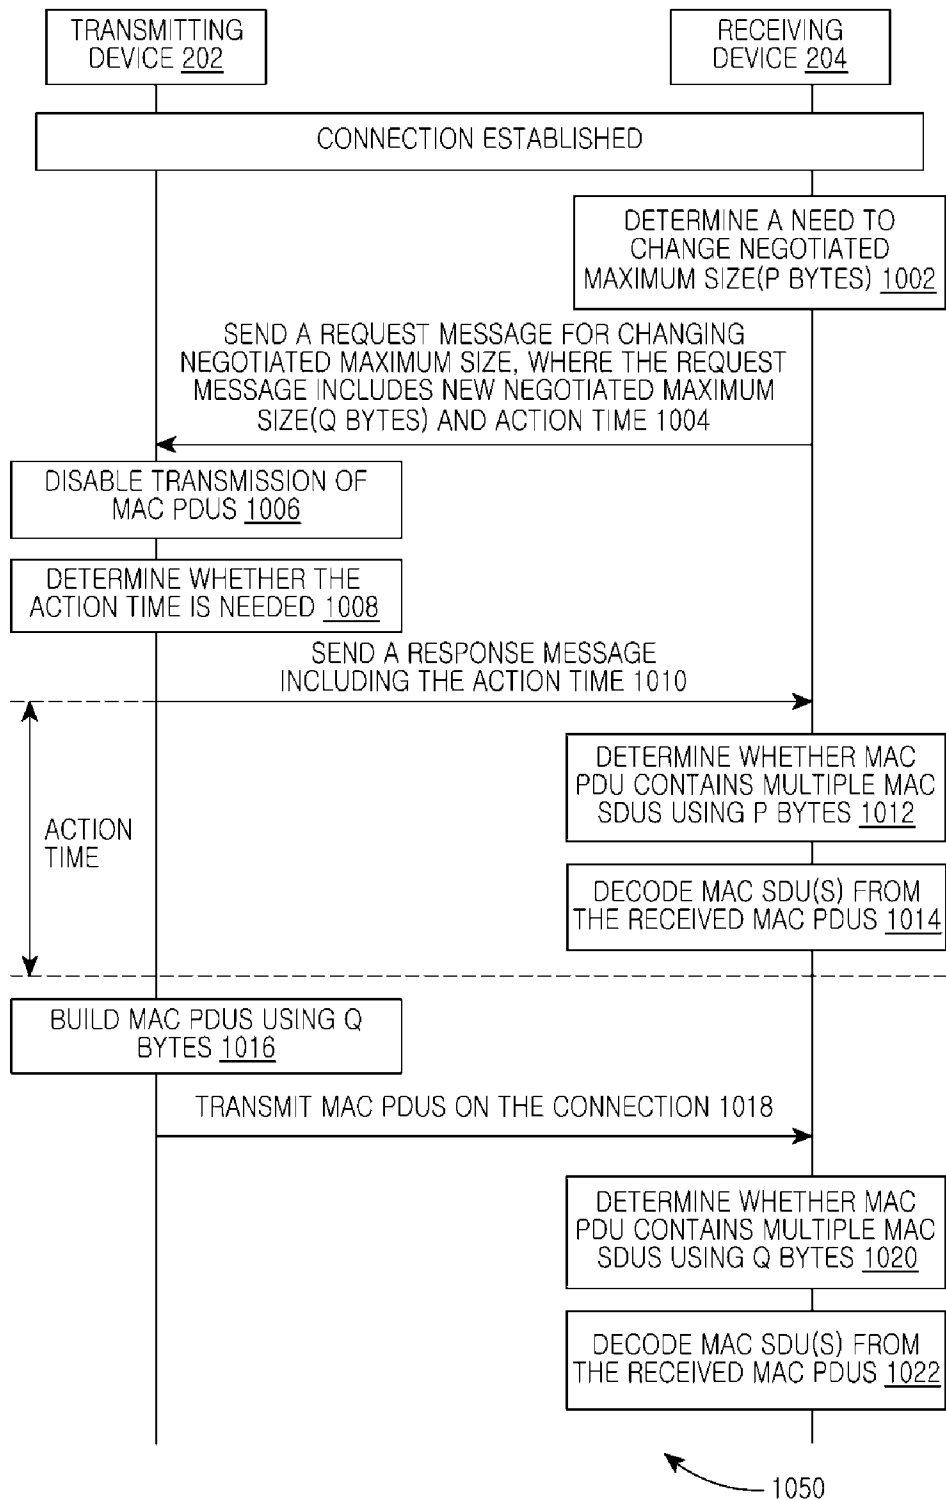 TRANSMITTING
DEVICE 202
RECEIVING
DEVICE 204
CONNECTION ESTABLISHED
DETERMINE A NEED TO
CHANGE NEGOTIATED
MAXIMUM SIZE(P BYTES) 1002
SEND A REQUEST MESSAGE FOR CHANGING
NEGOTIATED MAXIMUM SIZE, WHERE THE REQUEST
MESSAGE INCLUDES NEW NEGOTIATED MAXIMUM
SIZE(Q BYTES) AND ACTION TIME 1004
DISABLE TRANSMISSION OF
MAC PDUS 1006
DETERMINE WHETHER THE
ACTION TIME IS NEEDED 1008
SEND A RESPONSE MESSAGE
INCLUDING THE ACTION TIME 1010
DETERMINE WHETHER MAC
PDU CONTAINS MULTIPLE MAC
SDUS USING P BYTES 1012
ACTION
TIME
DECODE MAC SDU(S) FROM
THE RECEIVED MAC PDUS 1014
BUILD MAC PDUS USING Q
BYTES 1016
TRANSMIT MAC PDUS ON THE CONNECTION 1018
DETERMINE WHETHER MAC
PDU CONTAINS MULTIPLE MAC
SDUS USING Q BYTES 1020
DECODE MAC SDU(S) FROM
THE RECEIVED MAC PDUS 1022
1050